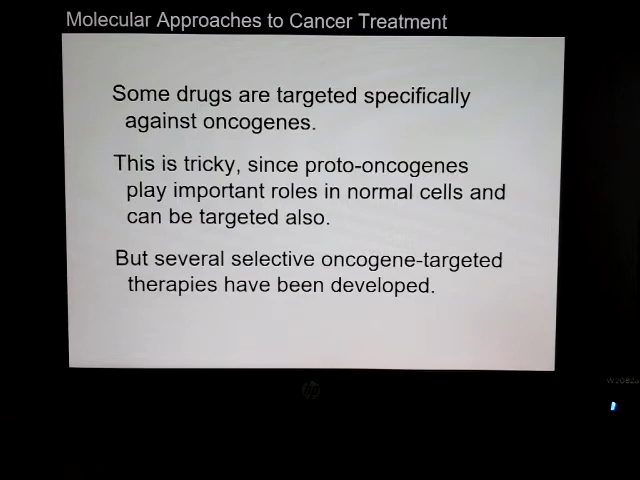 Molecular Approaches to Cancer Treatment
Some drugs are targeted specifically
against oncogenes.
This is tricky, since proto-oncogenes
play important roles in normal cells and
can be targeted also.
But several selective oncogene-targeted
therapies have been developed.
hp